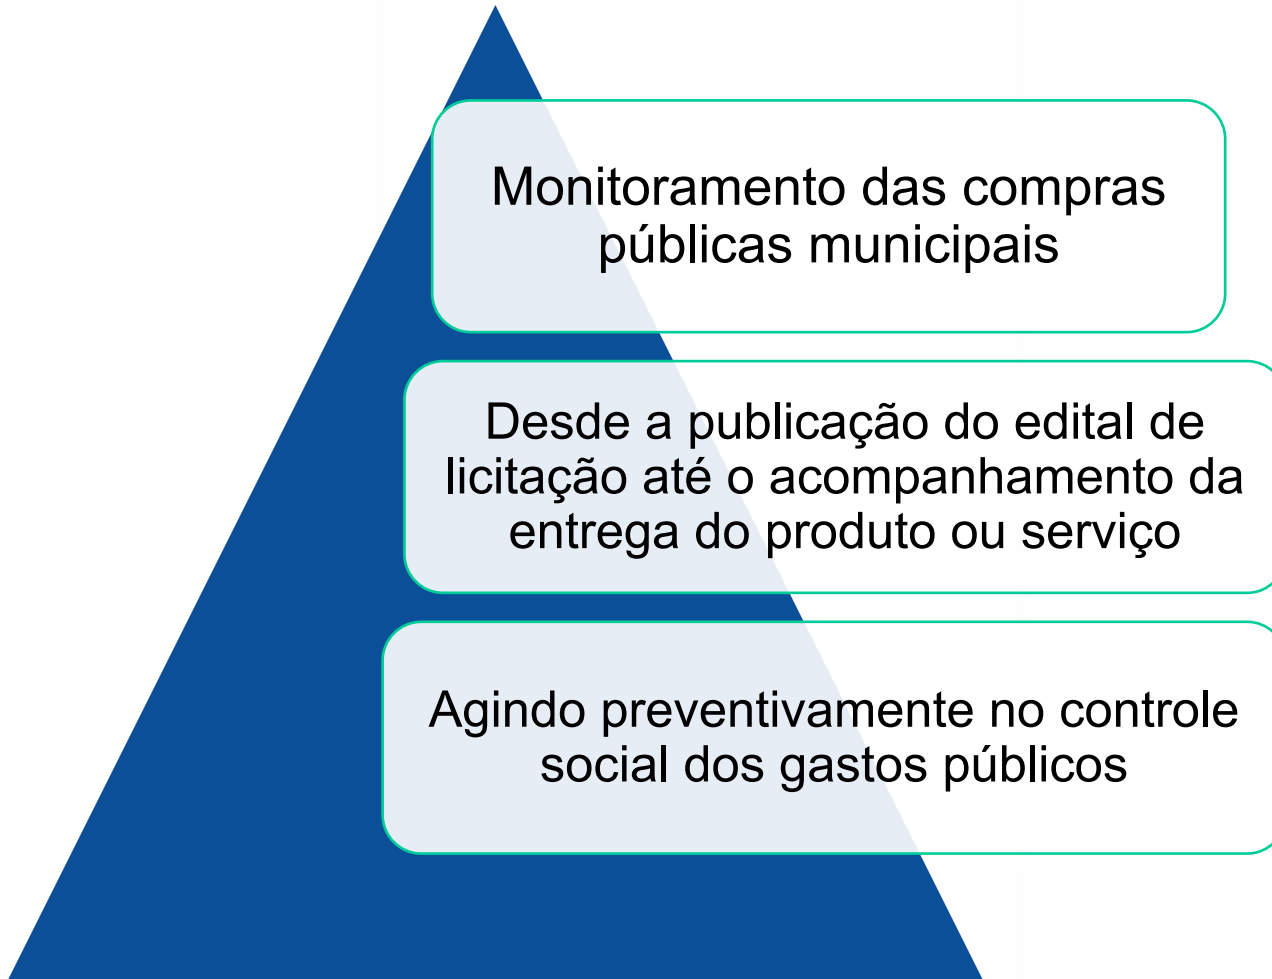 Monitoramento das compras
públicas municipais
Desde a publicação do edital de
licitação até o acompanhamento da
entrega do produto ou serviço
Agindo preventivamente no controle
social dos gastos públicos